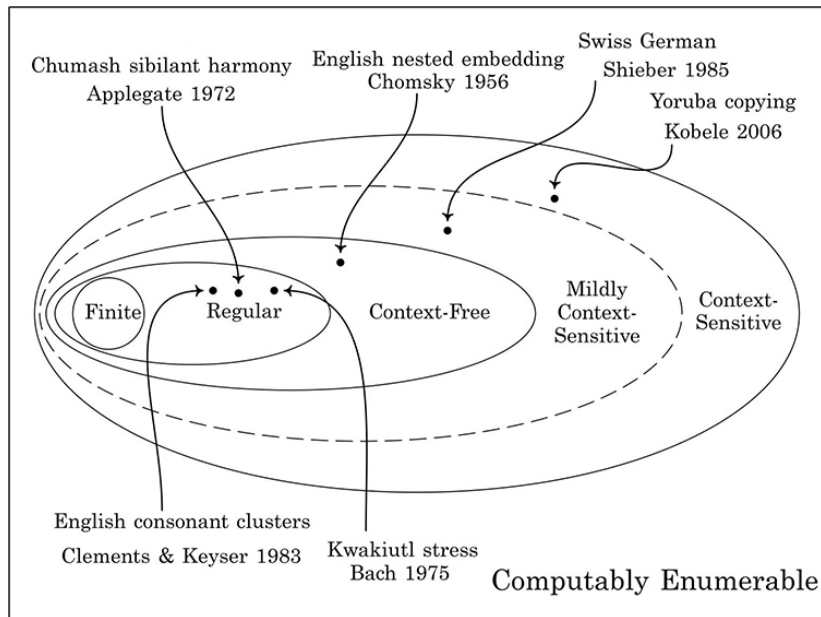 Chumash sibilant harmony
Applegate 1972
English nested embedding
Chomsky 1956
Swiss German
Shieber 1985
Yoruba copying
Kobele 2006
Finite
Regular
Context-Free
Mildly
Context-
Sensitive
Context-
Sensitive
English consonant clusters
Clements & Keyser 1983
Kwakiutl stress
Bach 1975
Computably Enumerable